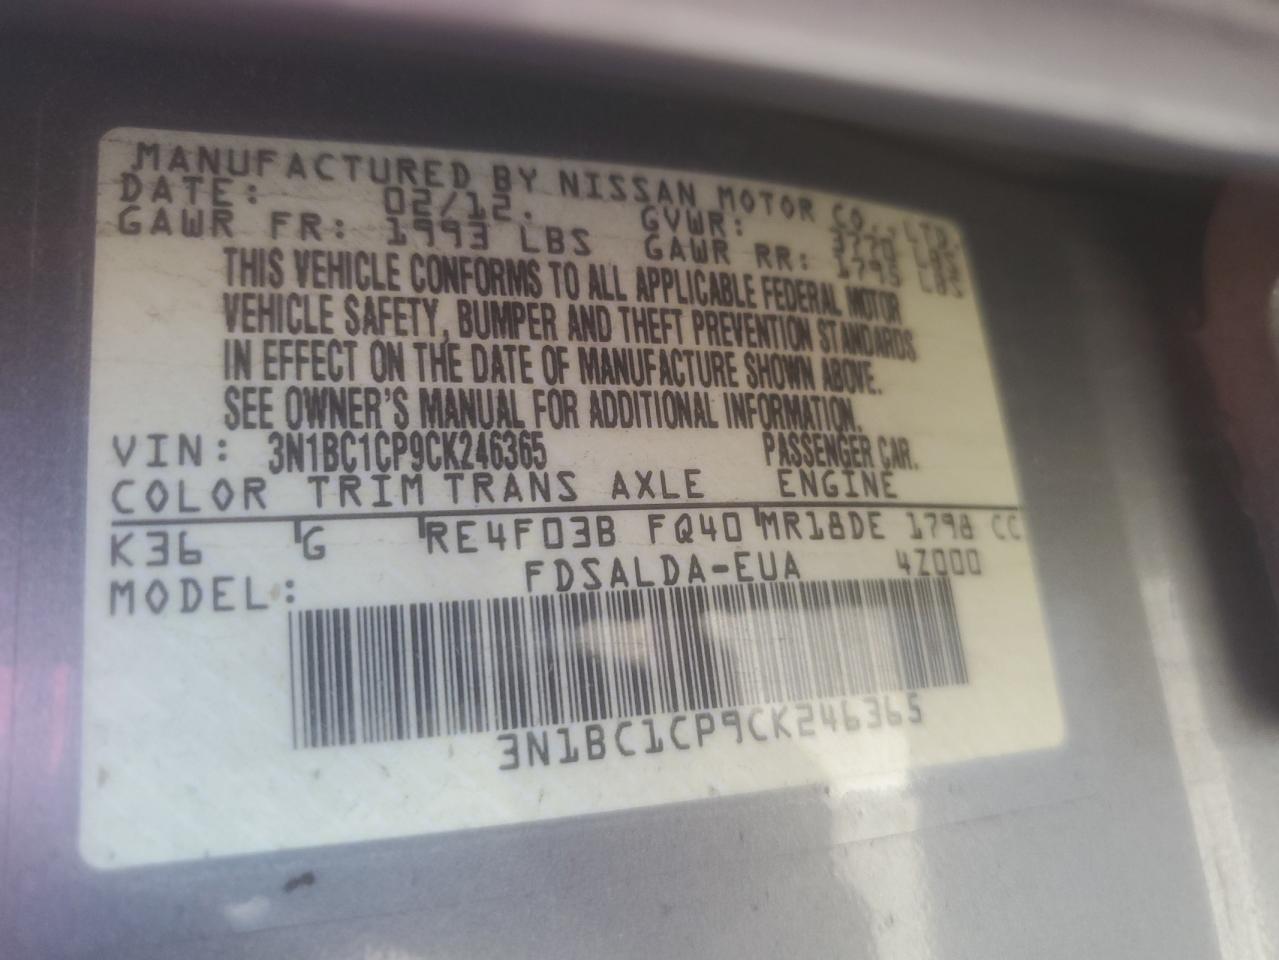 MANUFACTURED BY NISSAN MOTOR CO., LTD.
DATE: 02/12. GVWR: 3770 LBS
GAWR FR: 1993 LBS GAWR RR: 1795 LBS
THIS VEHICLE CONFORMS TO ALL APPLICABLE FEDERAL MOTOR
VEHICLE SAFETY, BUMPER AND THEFT PREVENTION STANDARDS
IN EFFECT ON THE DATE OF MANUFACTURE SHOWN ABOVE.
SEE OWNER'S MANUAL FOR ADDITIONAL INFORMATION.
VIN: 3N1BC1CP9CK246365 PASSENGER CAR.
COLOR TRIM TRANS AXLE ENGINE
K36 G RE4F03B FQ40 MR18DE 1798 CC
MODEL: FDSALDA-EUA 4Z000
3N1BC1CP9CK246365